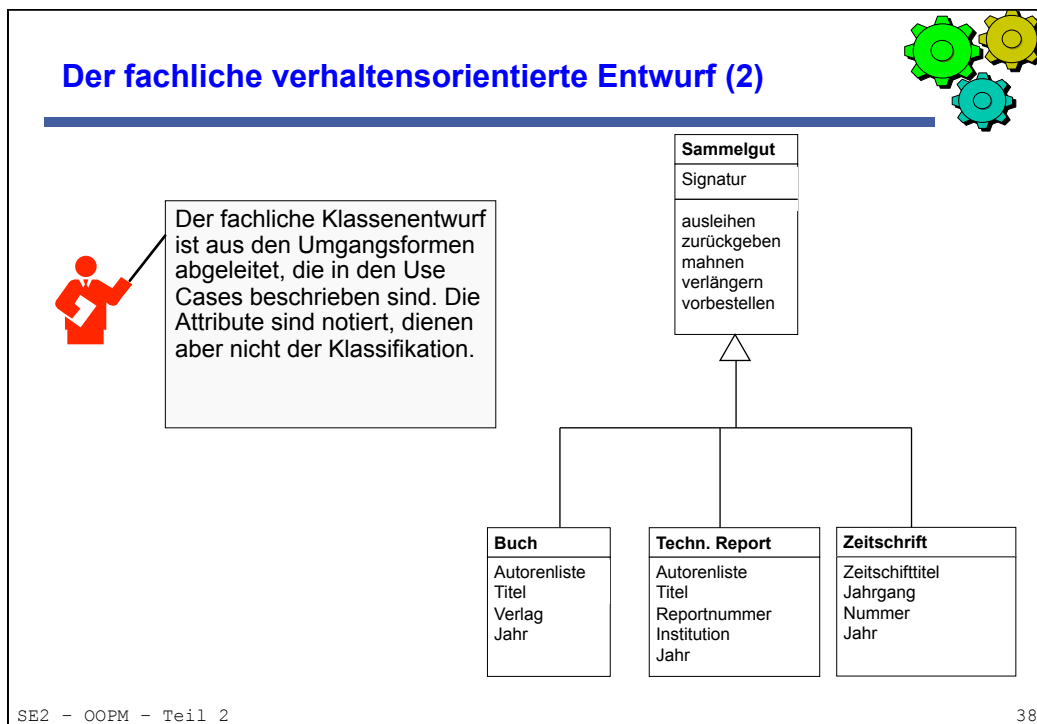 Der fachliche verhaltensorientierte Entwurf (2)
Der fachliche Klassenentwurf
ist aus den Umgangsformen
abgeleitet, die in den Use
Cases beschrieben sind. Die
Attribute sind notiert, dienen
aber nicht der Klassifikation.
Sammelgut
Signatur
ausleihen
zurückgeben
mahnen
verlängern
vorbestellen
Buch
Autorenliste
Titel
Verlag
Jahr
Techn. Report
Autorenliste
Titel
Reportnummer
Institution
Jahr
Zeitschrift
Zeitschifttitel
Jahrgang
Nummer
Jahr
SE2 – OOPM – Teil 2
38